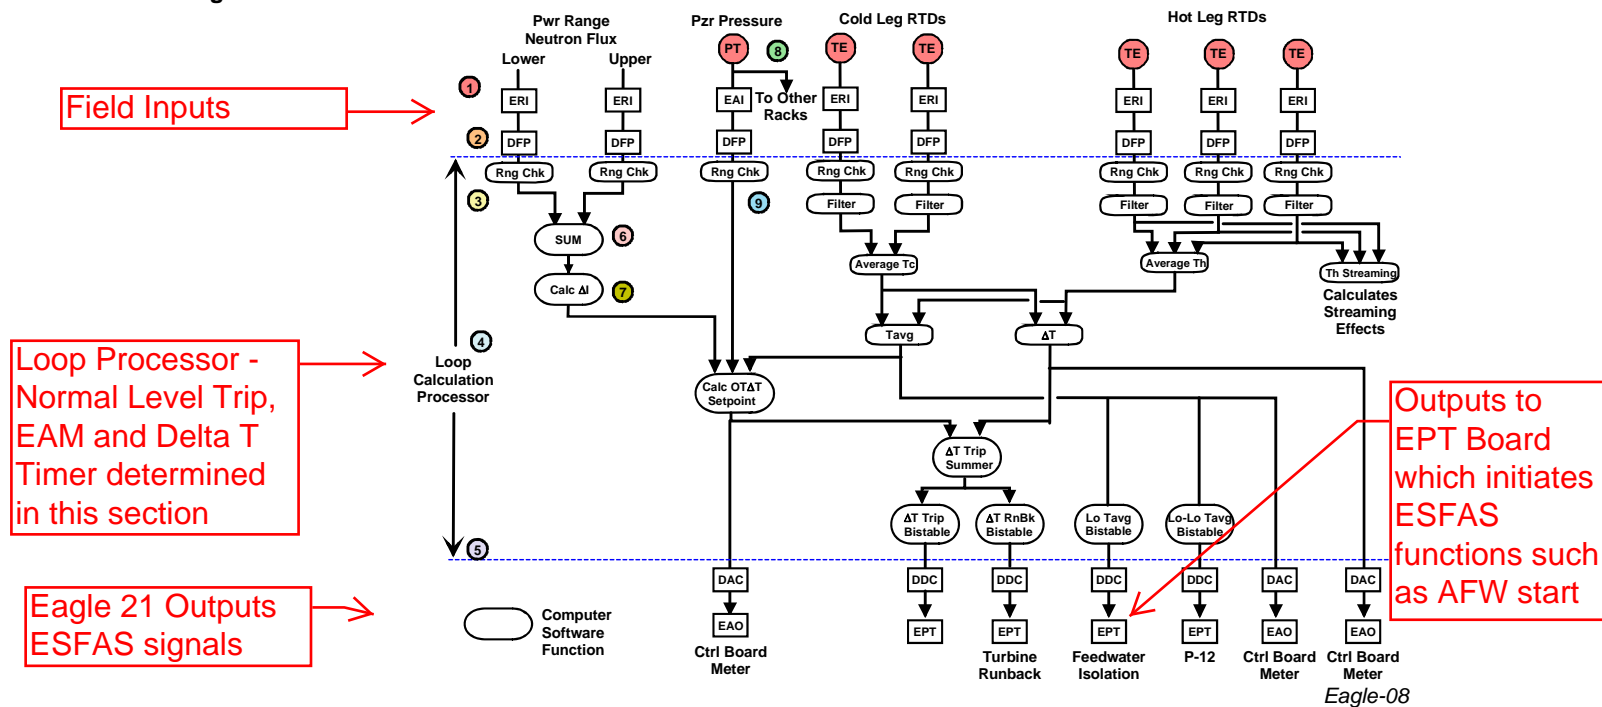 Pwr Range
Neutron Flux
Lower
Upper
Pzr Pressure
Cold Leg RTDs
Hot Leg RTDs
PT
8
TE
TE
TE
TE
TE
To Other
Racks
1
Field Inputs
ERI
ERI
EAI
ERI
ERI
ERI
ERI
ERI
2
DFP
DFP
DFP
DFP
DFP
DFP
DFP
DFP
Rng Chk
Rng Chk
Rng Chk
Rng Chk
Rng Chk
Rng Chk
Rng Chk
Rng Chk
3
9
Filter
Filter
Filter
Filter
Filter
SUM
6
Average Tc
Average Th
Th Streaming
Calculates
Streaming
Effects
Calc ΔI
7
Tavg
ΔT
4
Loop
Calculation
Processor
Loop Processor -
Normal Level Trip,
EAM and Delta T
Timer determined
in this section
Calc OTΔT
Setpoint
Outputs to
EPT Board
which initiates
ESFAS
functions such
as AFW start
ΔT Trip
Summer
ΔT Trip
Bistable
ΔT RnBk
Bistable
Lo Tavg
Bistable
Lo-Lo Tavg
Bistable
5
DAC
DDC
DDC
DDC
DDC
DAC
DAC
Eagle 21 Outputs
ESFAS signals
Computer
Software
Function
EAO
EPT
EPT
EPT
EPT
EAO
EAO
Ctrl Board
Meter
Turbine
Runback
Feedwater
Isolation
P-12
Ctrl Board
Meter
Ctrl Board
Meter
Eagle-08